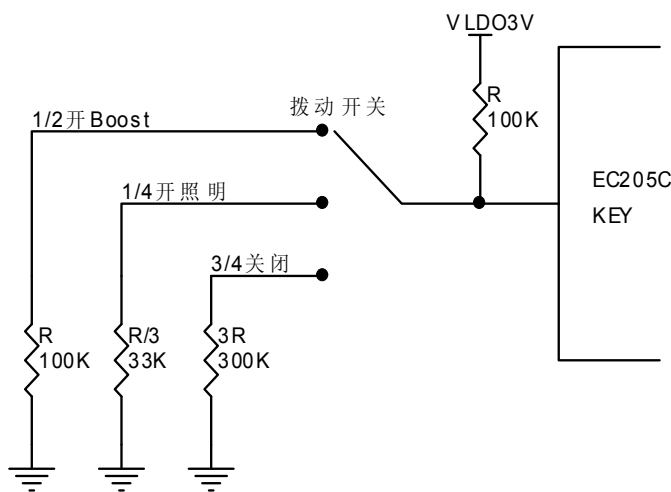 VLDO3V
拨动开关
R
100K
1/2开Boost
1/4开照明
EC205C
KEY
3/4关闭
R
100K
R/3
33K
3R
300K